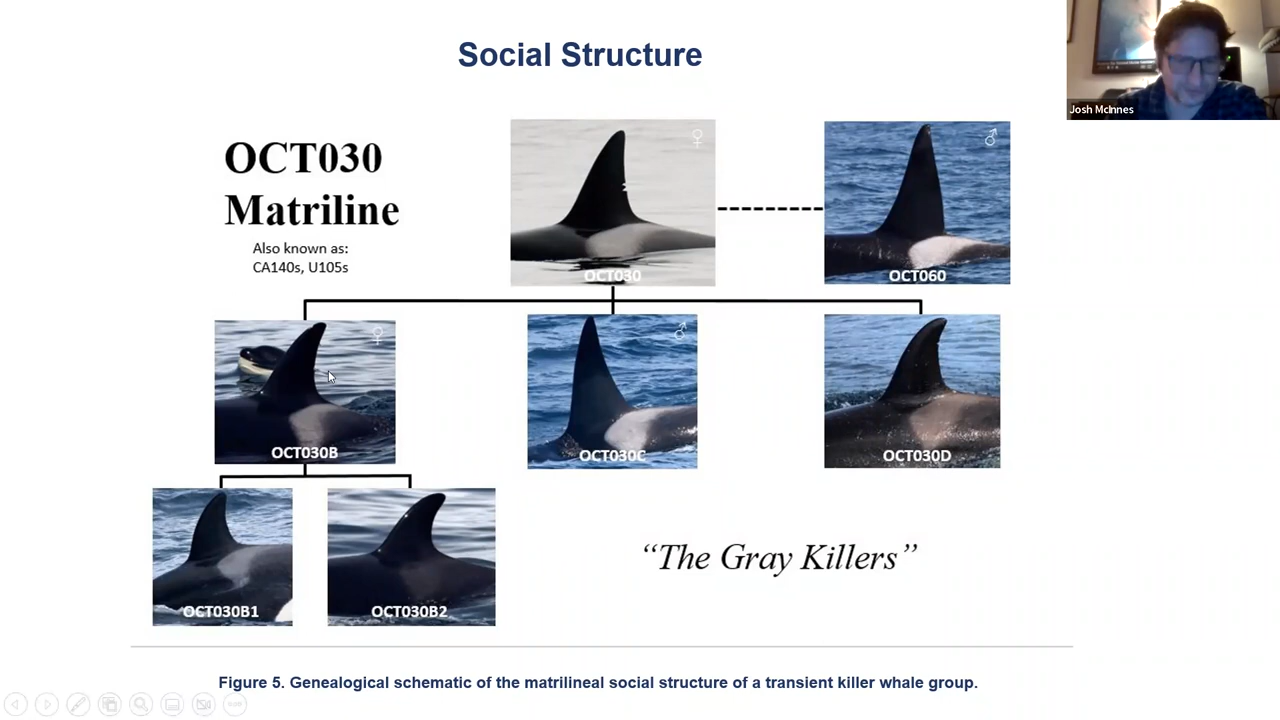 Social Structure
Josh McInnes
OCT030
Matriline
Also known as:
CA140s, U105s
♀
OCT030
♂
OCT060
♀
OCT030B
♂
OCT030C
OCT030D
OCT030B1
OCT030B2
“The Gray Killers”
Figure 5. Genealogical schematic of the matrilineal social structure of a transient killer whale group.